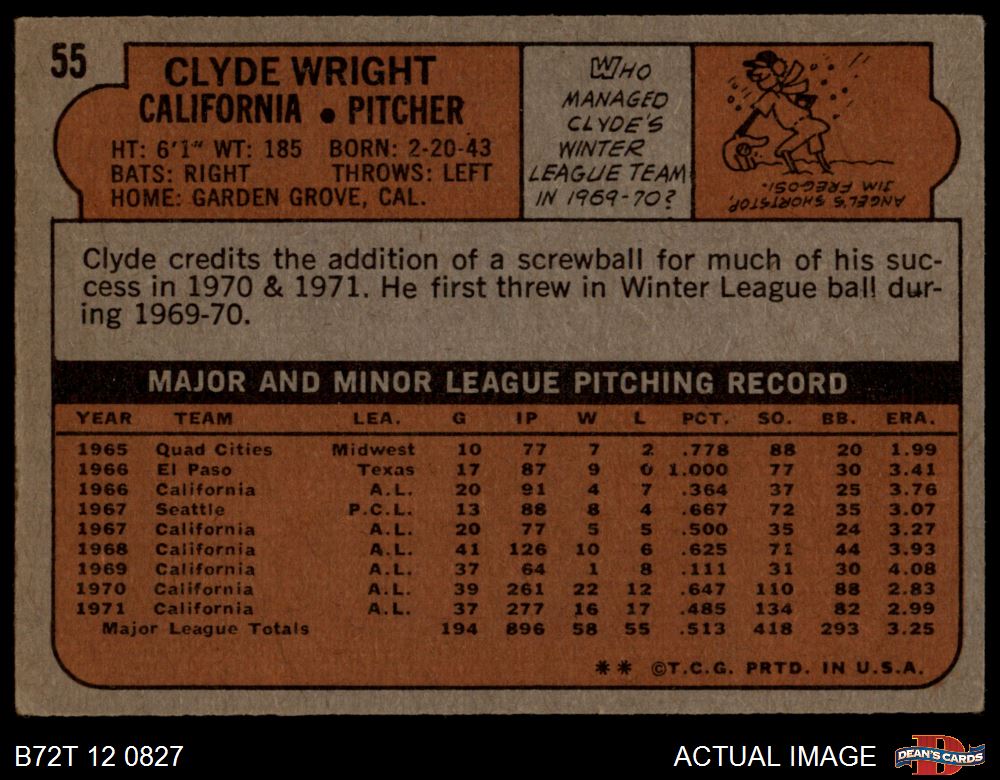 55
CLYDE WRIGHT
CALIFORNIA • PITCHER
HT: 6'1" WT: 185 BORN: 2-20-43
BATS: RIGHT THROWS: LEFT
HOME: GARDEN GROVE, CAL.
WHO
MANAGED
CLYDE'S
WINTER
LEAGUE TEAM
IN 1969-70?
ANGEL'S SHORTSTOP,
JIM FREGOSI.
Clyde credits the addition of a screwball for much of his suc-
cess in 1970 & 1971. He first threw in Winter League ball dur-
ing 1969-70.
MAJOR AND MINOR LEAGUE PITCHING RECORD
YEAR TEAM LEA. G IP W L PCT. SO. BB. ERA.
1965 Quad Cities Midwest 10 77 7 2 .778 88 20 1.99
1966 El Paso Texas 17 87 9 0 1.000 77 30 3.41
1966 California A.L. 20 91 4 7 .364 37 25 3.76
1967 Seattle P.C.L. 13 88 8 4 .667 72 35 3.07
1967 California A.L. 20 77 5 5 .500 35 24 3.27
1968 California A.L. 41 126 10 6 .625 71 44 3.93
1969 California A.L. 37 64 1 8 .111 31 30 4.08
1970 California A.L. 39 261 22 12 .647 110 88 2.83
1971 California A.L. 37 277 16 17 .485 134 82 2.99
Major League Totals 194 896 58 55 .513 418 293 3.25
** ©T.C.G. PRTD. IN U.S.A.
B72T 12 0827
ACTUAL IMAGE
DEAN'S CARDS